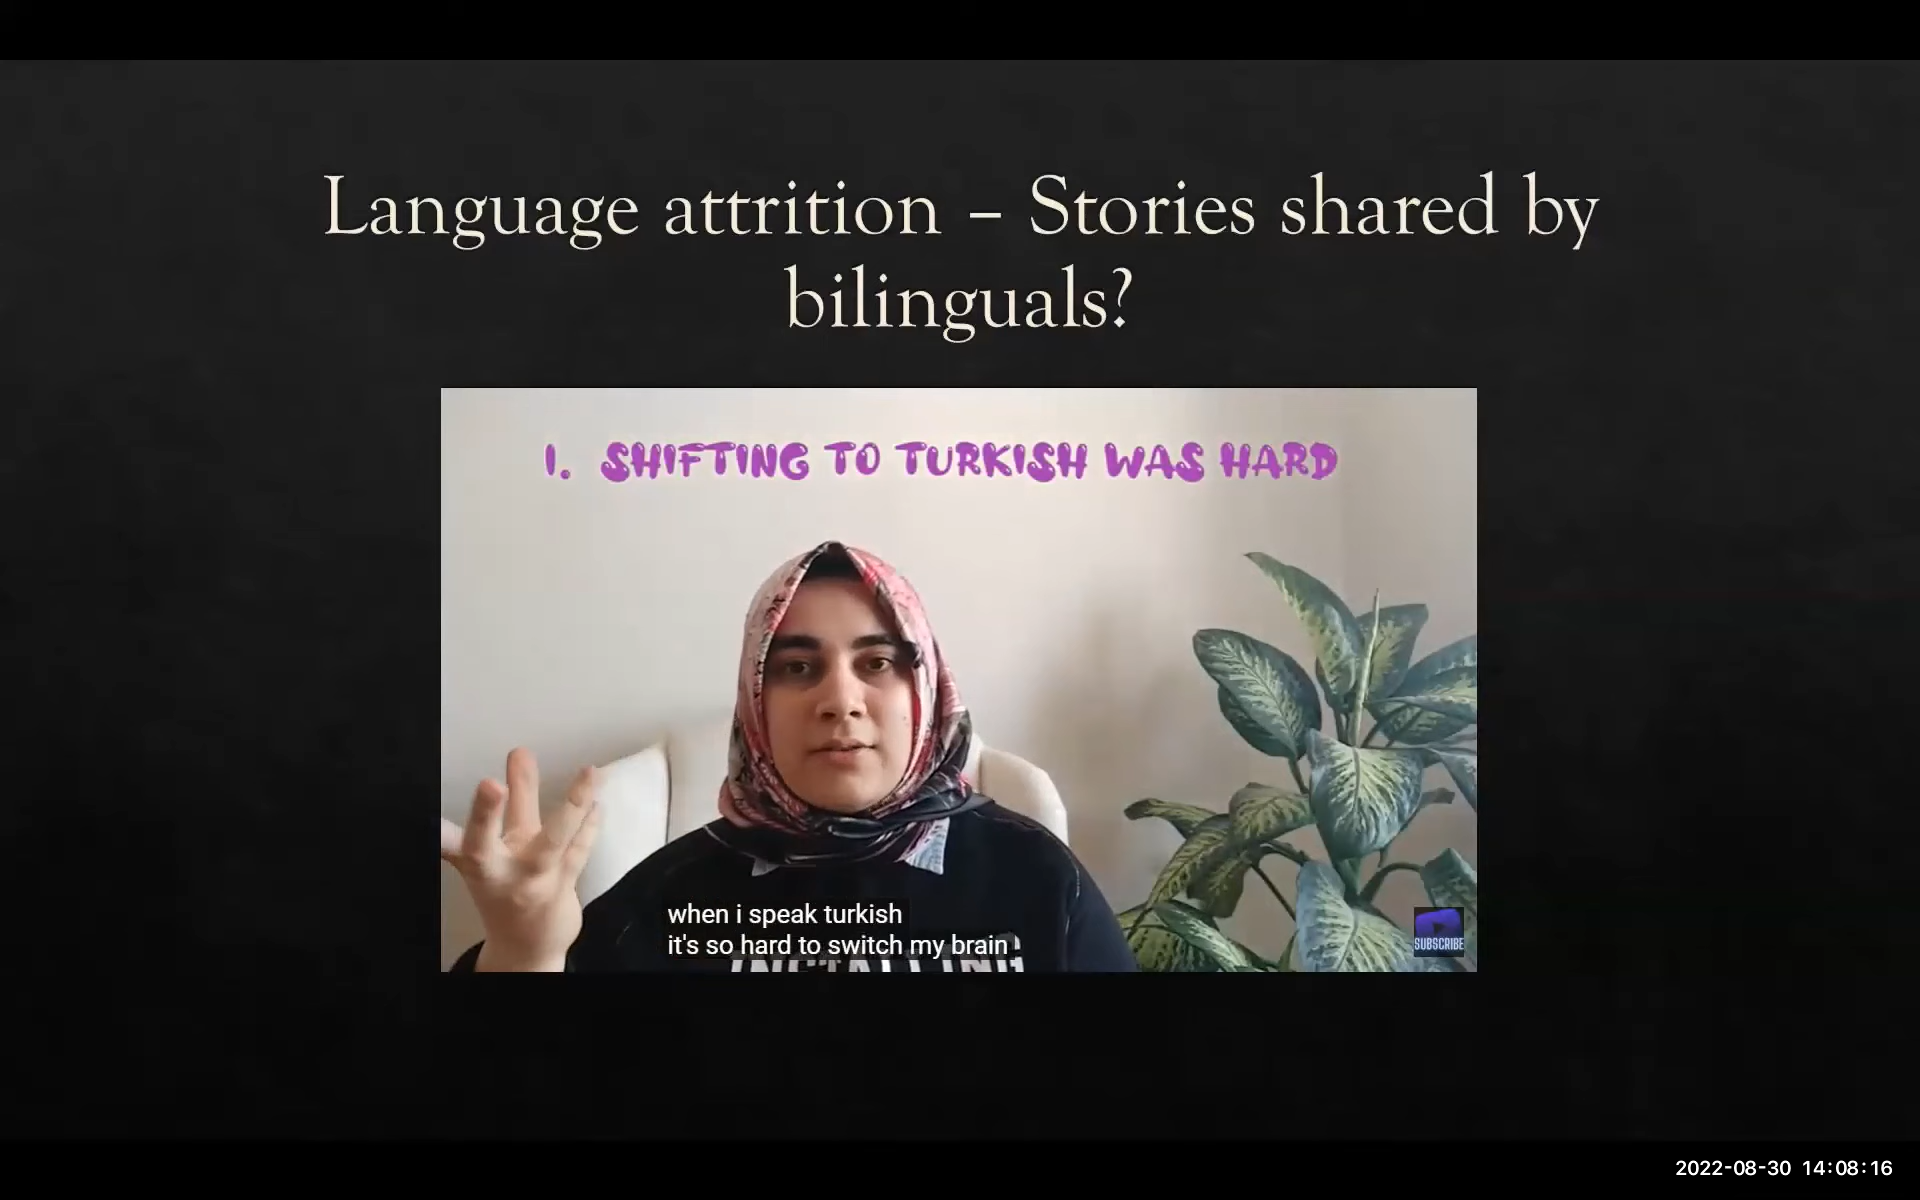 Language attrition – Stories shared by
bilinguals?
1. SHIFTING TO TURKISH WAS HARD
when i speak turkish
it's so hard to switch my brain
INSTALLING
SUBSCRIBE
2022-08-30 14:08:16